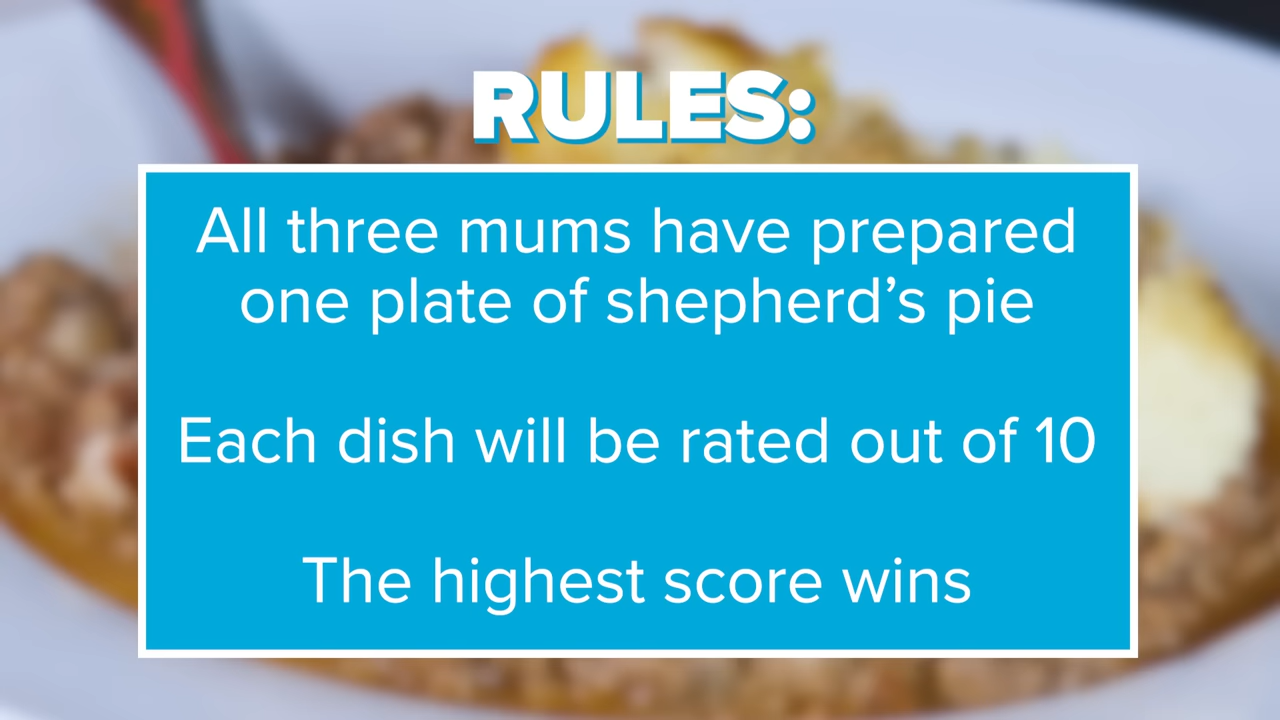 RULES:
All three mums have prepared
one plate of shepherd’s pie
Each dish will be rated out of 10
The highest score wins